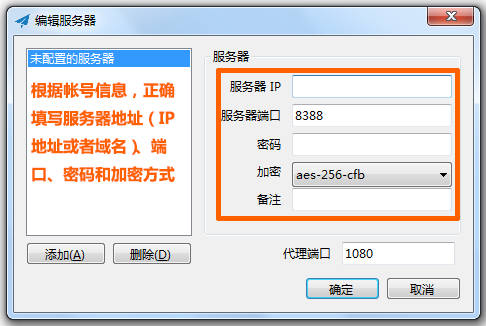 编辑服务器
未配置的服务器
根据帐号信息，正确
填写服务器地址（IP
地址或者域名）、端
口、密码和加密方式
添加(A)
删除(D)
服务器
服务器 IP
服务器端口
8388
密码
加密
aes-256-cfb
备注
代理端口
1080
确定
取消